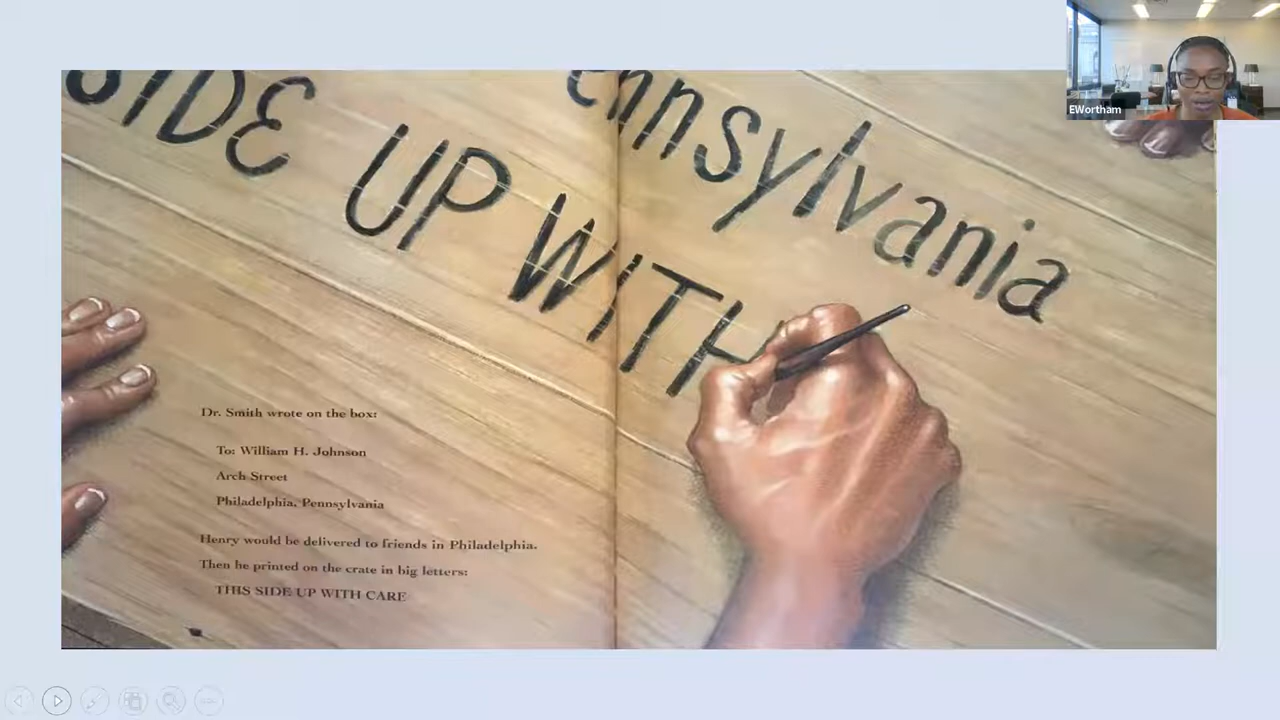 EWortham
ennsylvania
SIDE UP WITH
Dr. Smith wrote on the box:
To: William H. Johnson
Arch Street
Philadelphia, Pennsylvania
Henry would be delivered to friends in Philadelphia.
Then he printed on the crate in big letters:
THIS SIDE UP WITH CARE